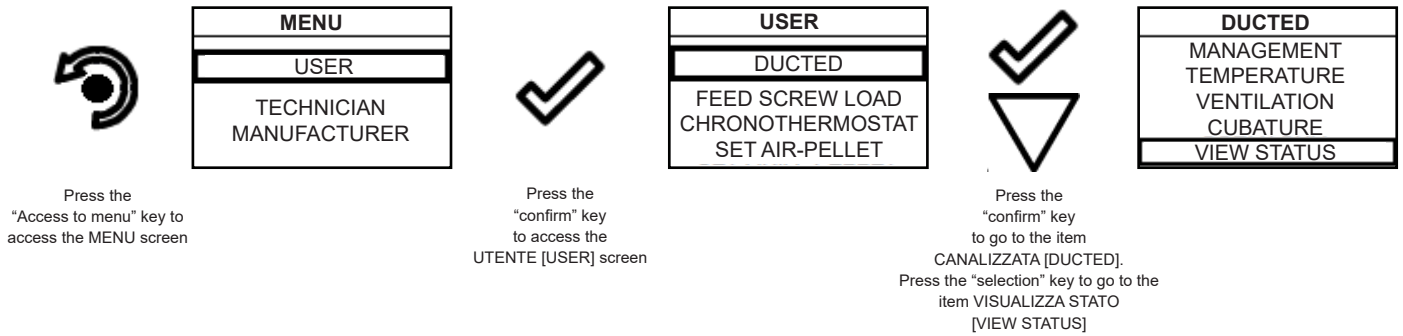 MENU
USER
TECHNICIAN
MANUFACTURER
Press the
“Access to menu” key to
access the MENU screen
Press the
“confirm” key
to access the
UTENTE [USER] screen
USER
DUCTED
FEED SCREW LOAD
CHRONOTHERMOSTAT
SET AIR-PELLET
Press the
“confirm” key
to go to the item
CANALIZZATA [DUCTED].
Press the “selection” key to go to the
item VISUALIZZA STATO
[VIEW STATUS]
DUCTED
MANAGEMENT
TEMPERATURE
VENTILATION
CUBATURE
VIEW STATUS